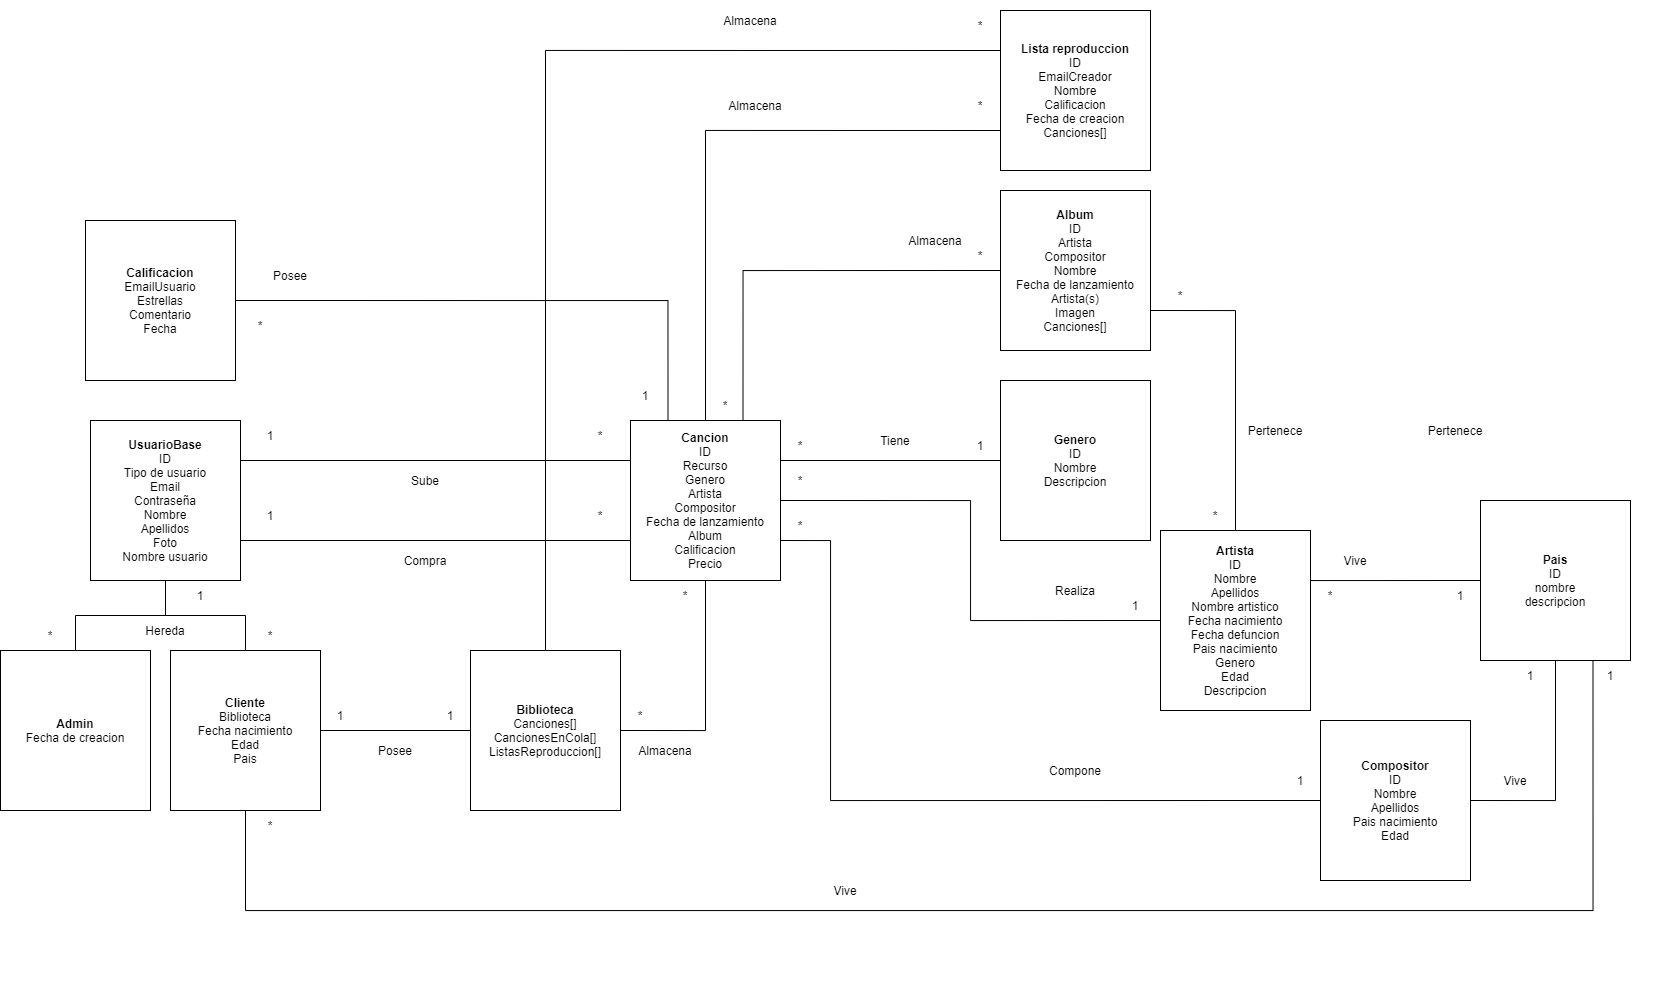 Almacena
*
Lista reproduccion
ID
EmailCreador
Nombre
Calificacion
Fecha de creacion
Canciones[]
Almacena
*
Album
ID
Artista
Compositor
Nombre
Fecha de lanzamiento
Artista(s)
Imagen
Canciones[]
Almacena
*
*
Calificacion
EmailUsuario
Estrellas
Comentario
Fecha
Posee
*
1
*
UsuarioBase
ID
Tipo de usuario
Email
Contraseña
Nombre
Apellidos
Foto
Nombre usuario
1
*
Sube
1
*
Compra
Cancion
ID
Recurso
Genero
Artista
Compositor
Fecha de lanzamiento
Album
Calificacion
Precio
*
Tiene
1
*
*
Genero
ID
Nombre
Descripcion
Pertenece
Pertenece
*
Artista
ID
Nombre
Apellidos
Nombre artistico
Fecha nacimiento
Fecha defuncion
Pais nacimiento
Genero
Edad
Descripcion
Realiza
1
Vive
*
1
Pais
ID
nombre
descripcion
1
1
1
Hereda
*
*
Admin
Fecha de creacion
Cliente
Biblioteca
Fecha nacimiento
Edad
Pais
1
1
Posee
Biblioteca
Canciones[]
CancionesEnCola[]
ListasReproduccion[]
*
*
Almacena
Compone
1
Compositor
ID
Nombre
Apellidos
Pais nacimiento
Edad
Vive
*
Vive